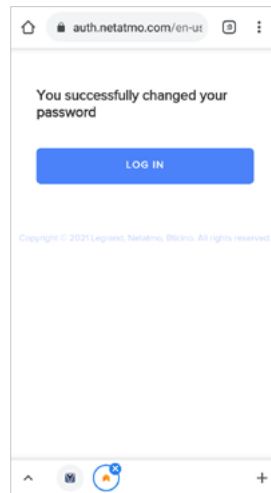 auth.netatmo.com/en-us
You successfully changed your
password
LOG IN
Copyright © 2021 Legrand, Netatmo, Bticino. All rights reserved.